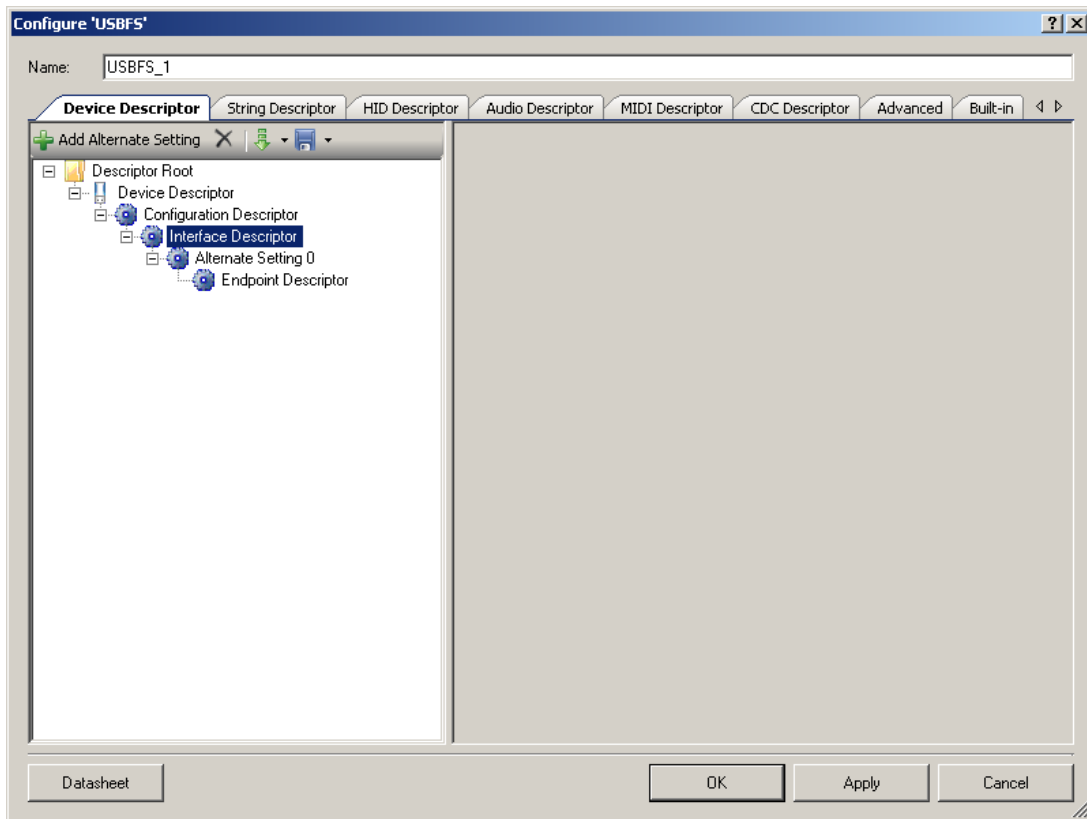 Configure 'USBFS'
Name: USBFS_1
Device Descriptor String Descriptor HID Descriptor Audio Descriptor MIDI Descriptor CDC Descriptor Advanced Built-in
Add Alternate Setting
Descriptor Root
Device Descriptor
Configuration Descriptor
Interface Descriptor
Alternate Setting 0
Endpoint Descriptor
Datasheet OK Apply Cancel